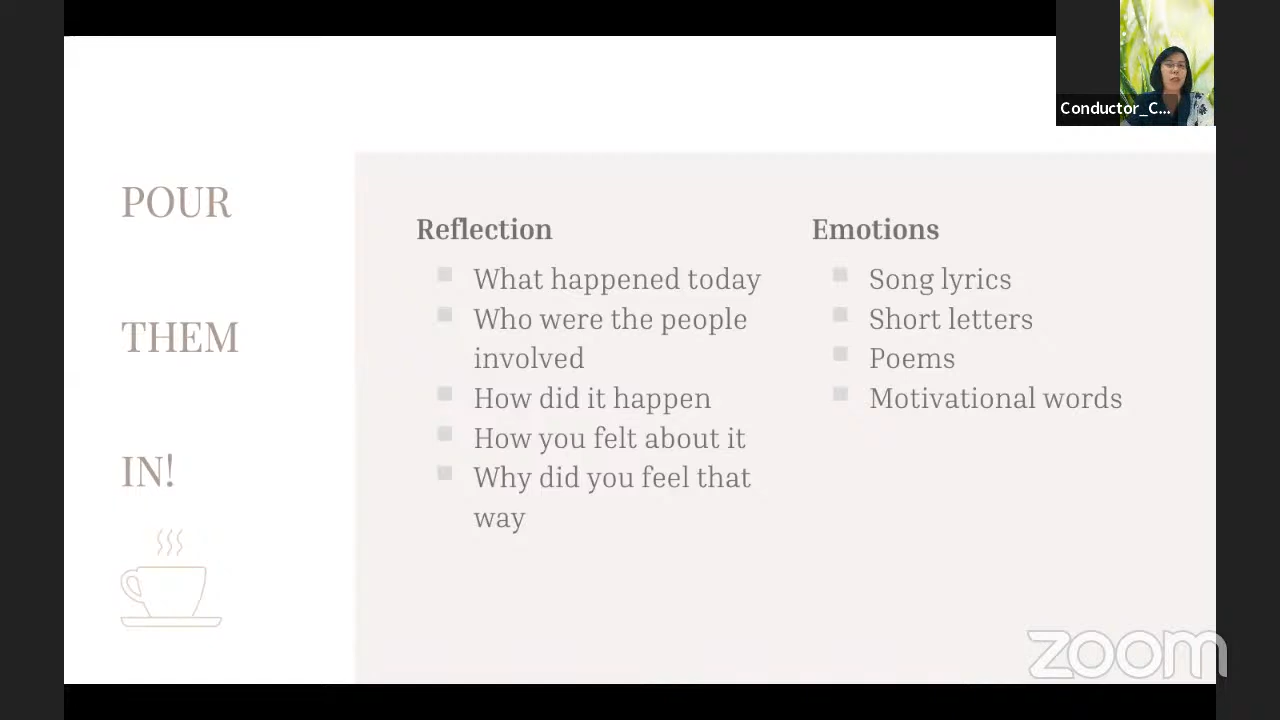 Conductor_C...
POUR
THEM
IN!
Reflection
What happened today
Who were the people
involved
How did it happen
How you felt about it
Why did you feel that
way
Emotions
Song lyrics
Short letters
Poems
Motivational words
zoom